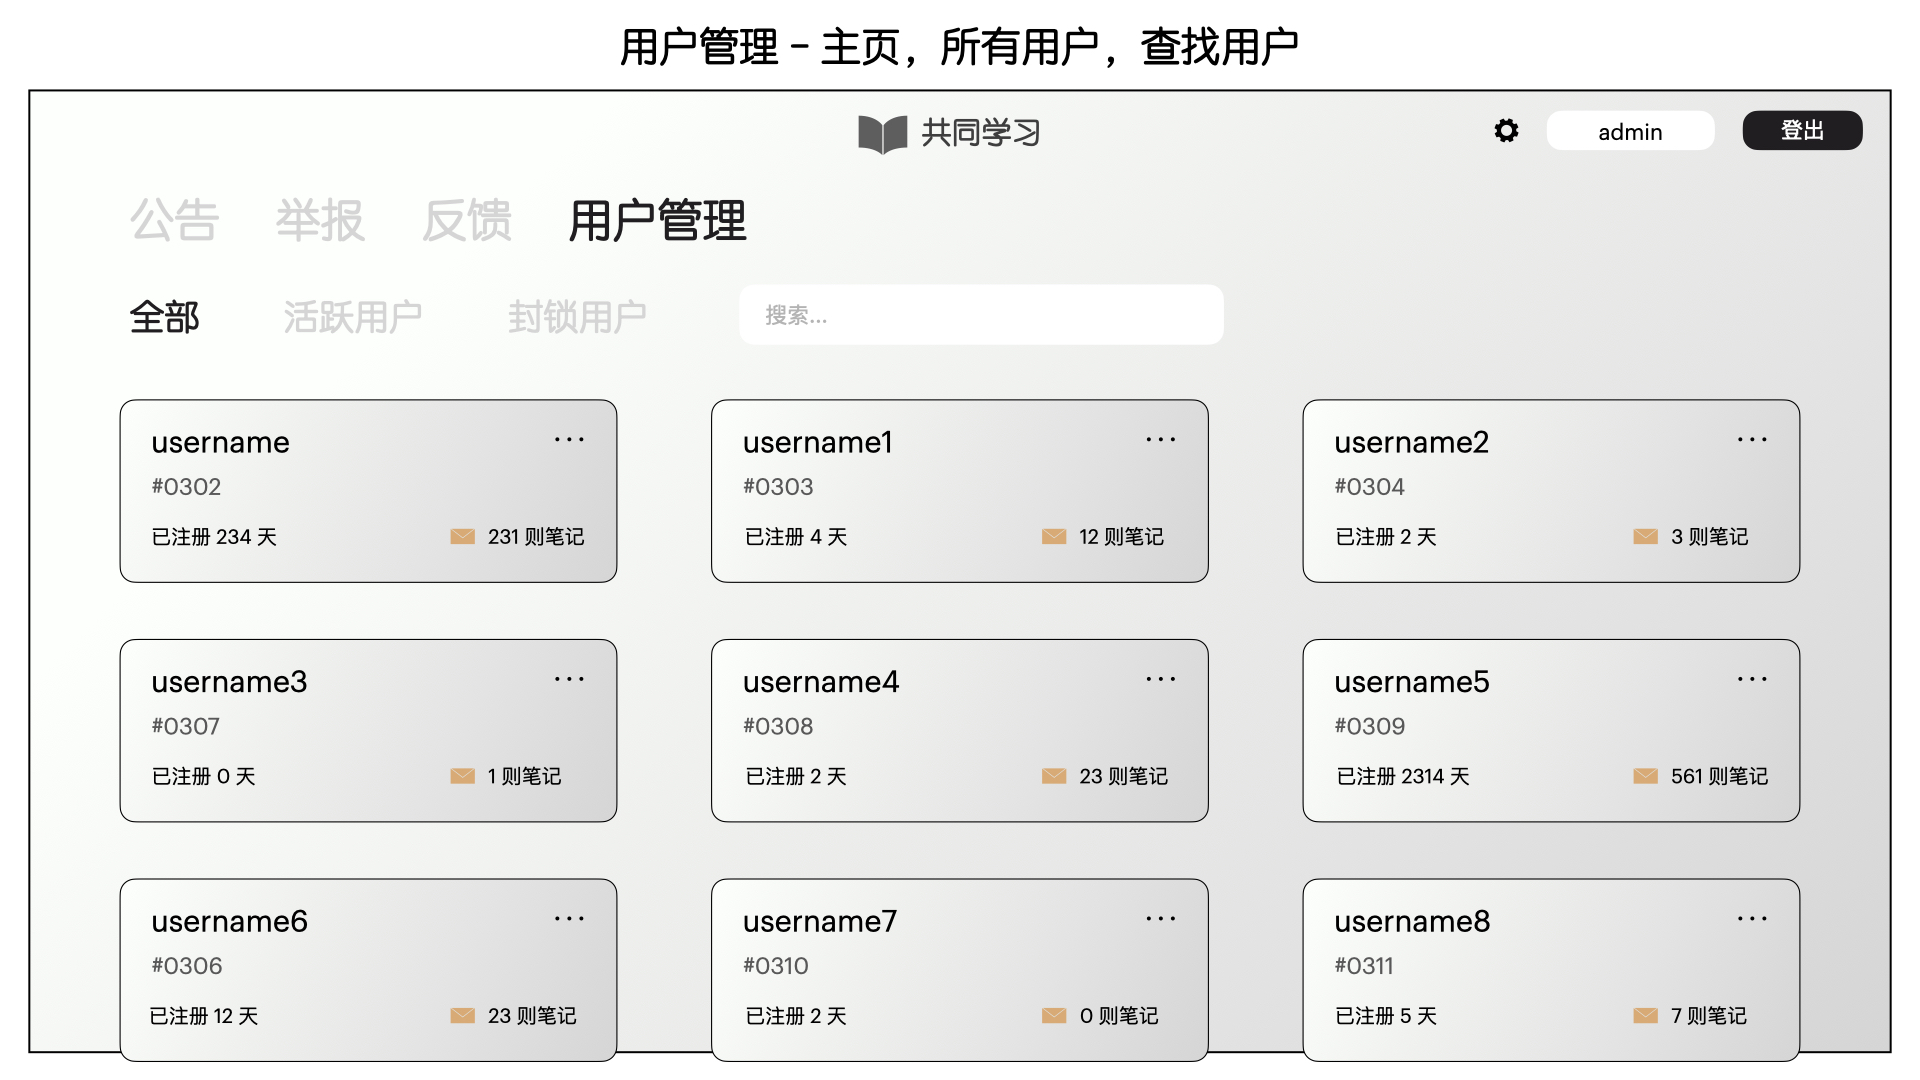 用户管理 - 主页，所有用户，查找用户
共同学习
admin
登出
公告 举报 反馈 用户管理
全部 活跃用户 封锁用户 搜索...
username ...
#0302
已注册 234 天 231 则笔记
username1 ...
#0303
已注册 4 天 12 则笔记
username2 ...
#0304
已注册 2 天 3 则笔记
username3 ...
#0307
已注册 0 天 1 则笔记
username4 ...
#0308
已注册 2 天 23 则笔记
username5 ...
#0309
已注册 2314 天 561 则笔记
username6 ...
#0306
已注册 12 天 23 则笔记
username7 ...
#0310
已注册 2 天 0 则笔记
username8 ...
#0311
已注册 5 天 7 则笔记